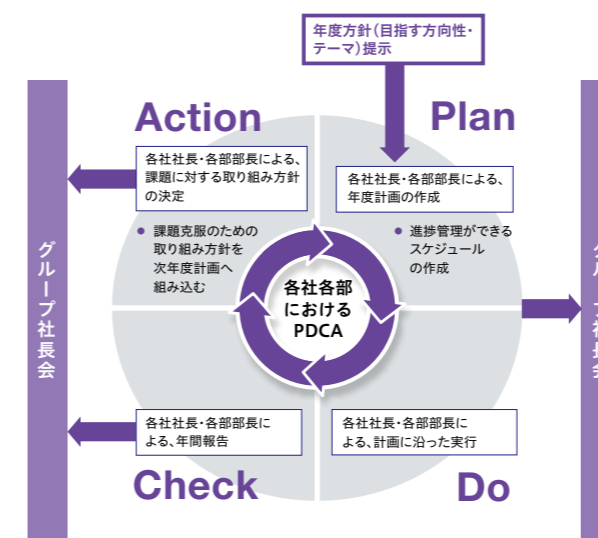 年度方針（目指す方向性・
テーマ）提示
Action
Plan
各社社長・各部部長による、
課題に対する取り組み方針
の決定
各社社長・各部部長による、
年度計画の作成
● 課題克服のための
取り組み方針を
次年度計画へ
組み込む
● 進捗管理ができる
スケジュール
の作成
グループ社長会
各社各部
における
PDCA
各社社長・各部部長に
よる、年間報告
各社社長・各部部長に
よる、計画に沿った実行
Check
Do